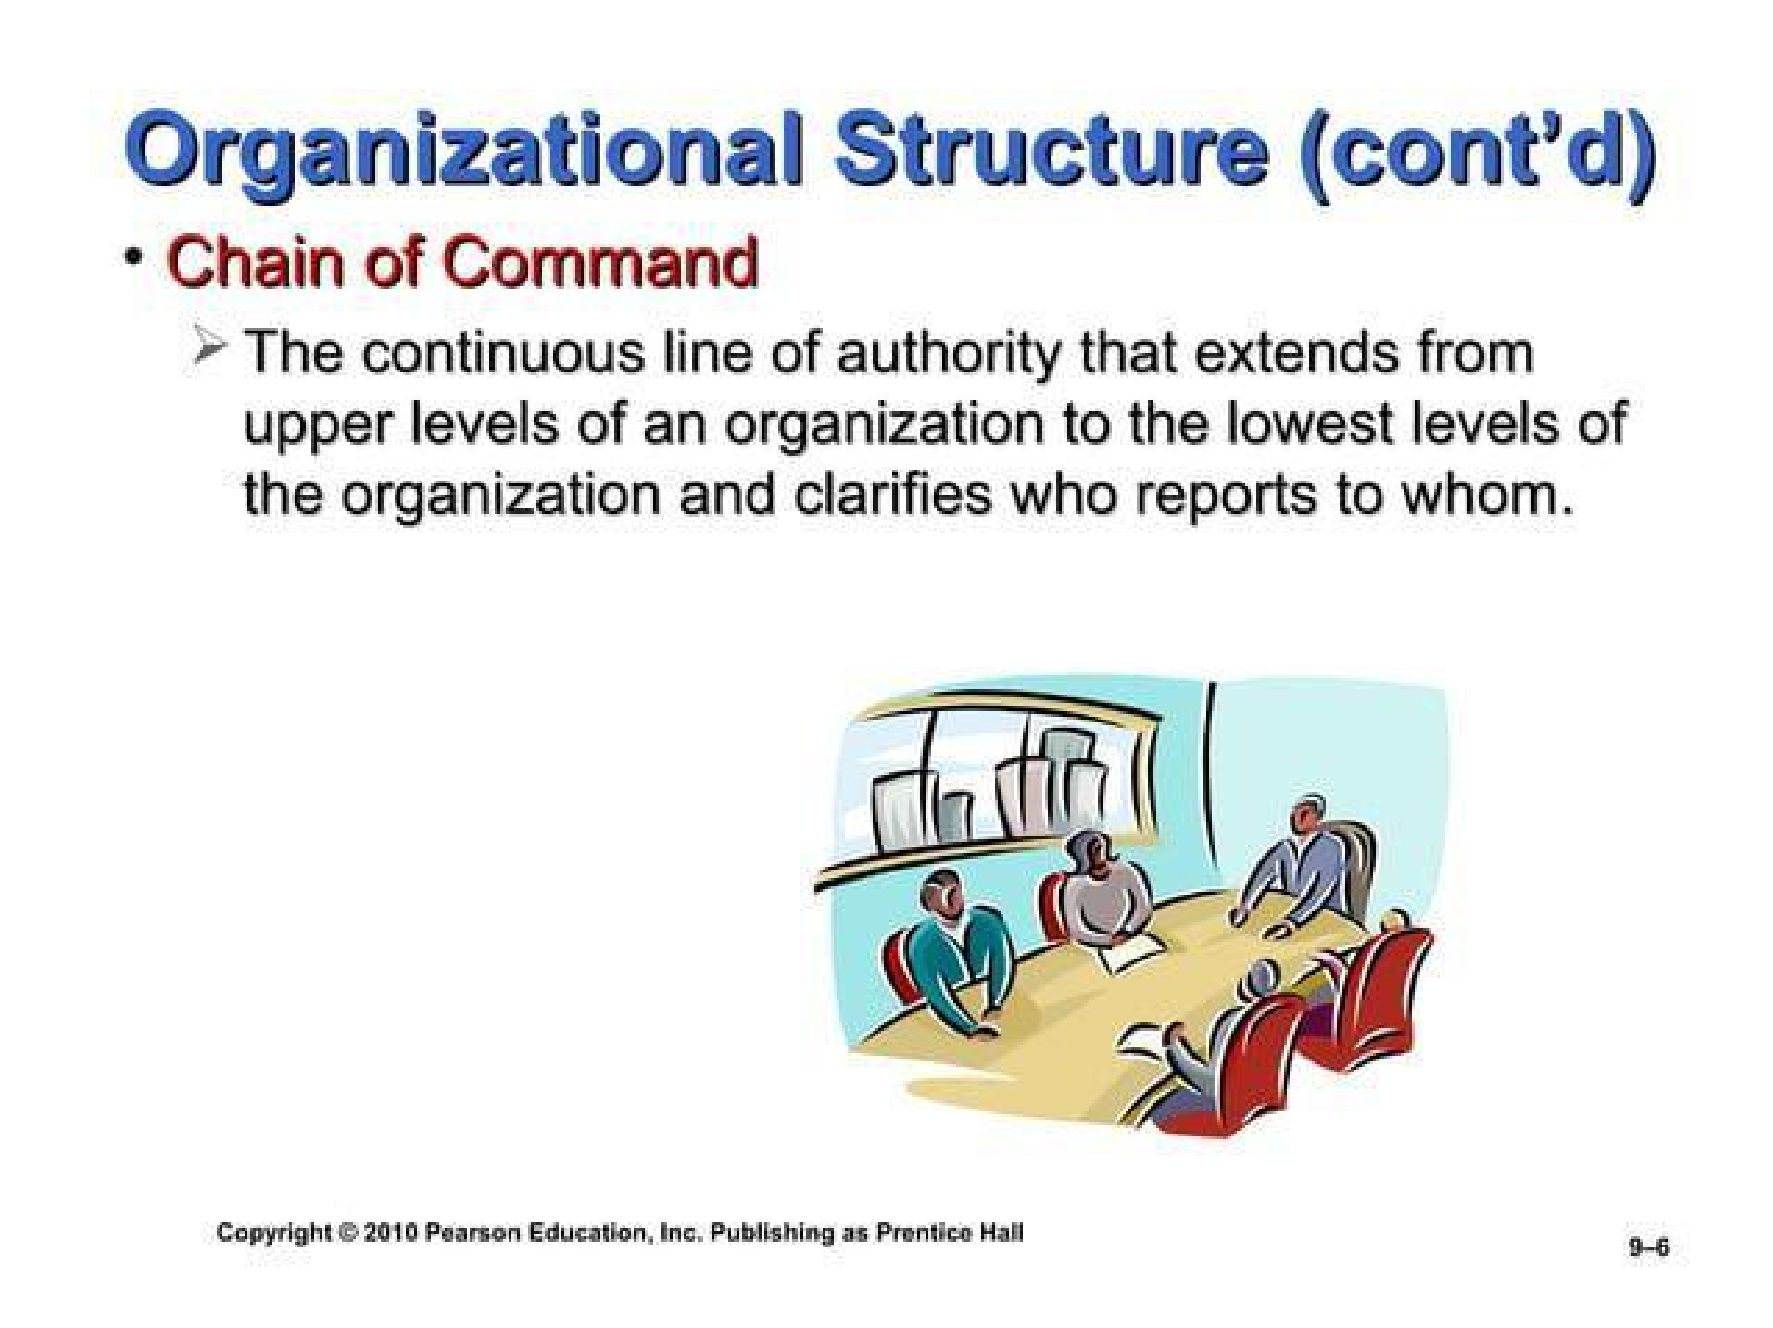 Organizational Structure (cont’d)
• Chain of Command
➢ The continuous line of authority that extends from
upper levels of an organization to the lowest levels of
the organization and clarifies who reports to whom.
Copyright © 2010 Pearson Education, Inc. Publishing as Prentice Hall
9–6